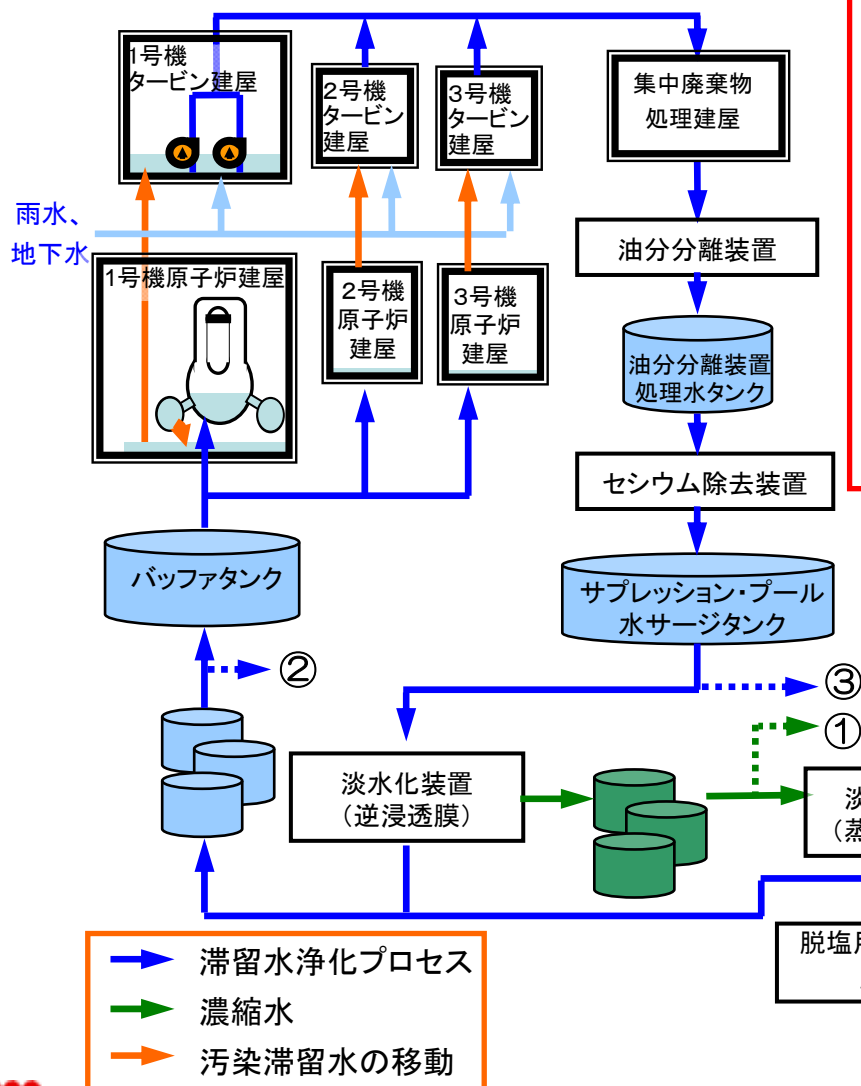 1号機
タービン建屋
2号機
タービン
建屋
3号機
タービン
建屋
集中廃棄物
処理建屋
雨水、
地下水
油分分離装置
1号機原子炉建屋
2号機
原子炉
建屋
3号機
原子炉
建屋
油分分離装置
処理水タンク
セシウム除去装置
バッファタンク
サプレッション・プール
水サージタンク
②
③
①
淡水化装置
(逆浸透膜)
淡
(蒸
脱塩
滞留水浄化プロセス
濃縮水
汚染滞留水の移動